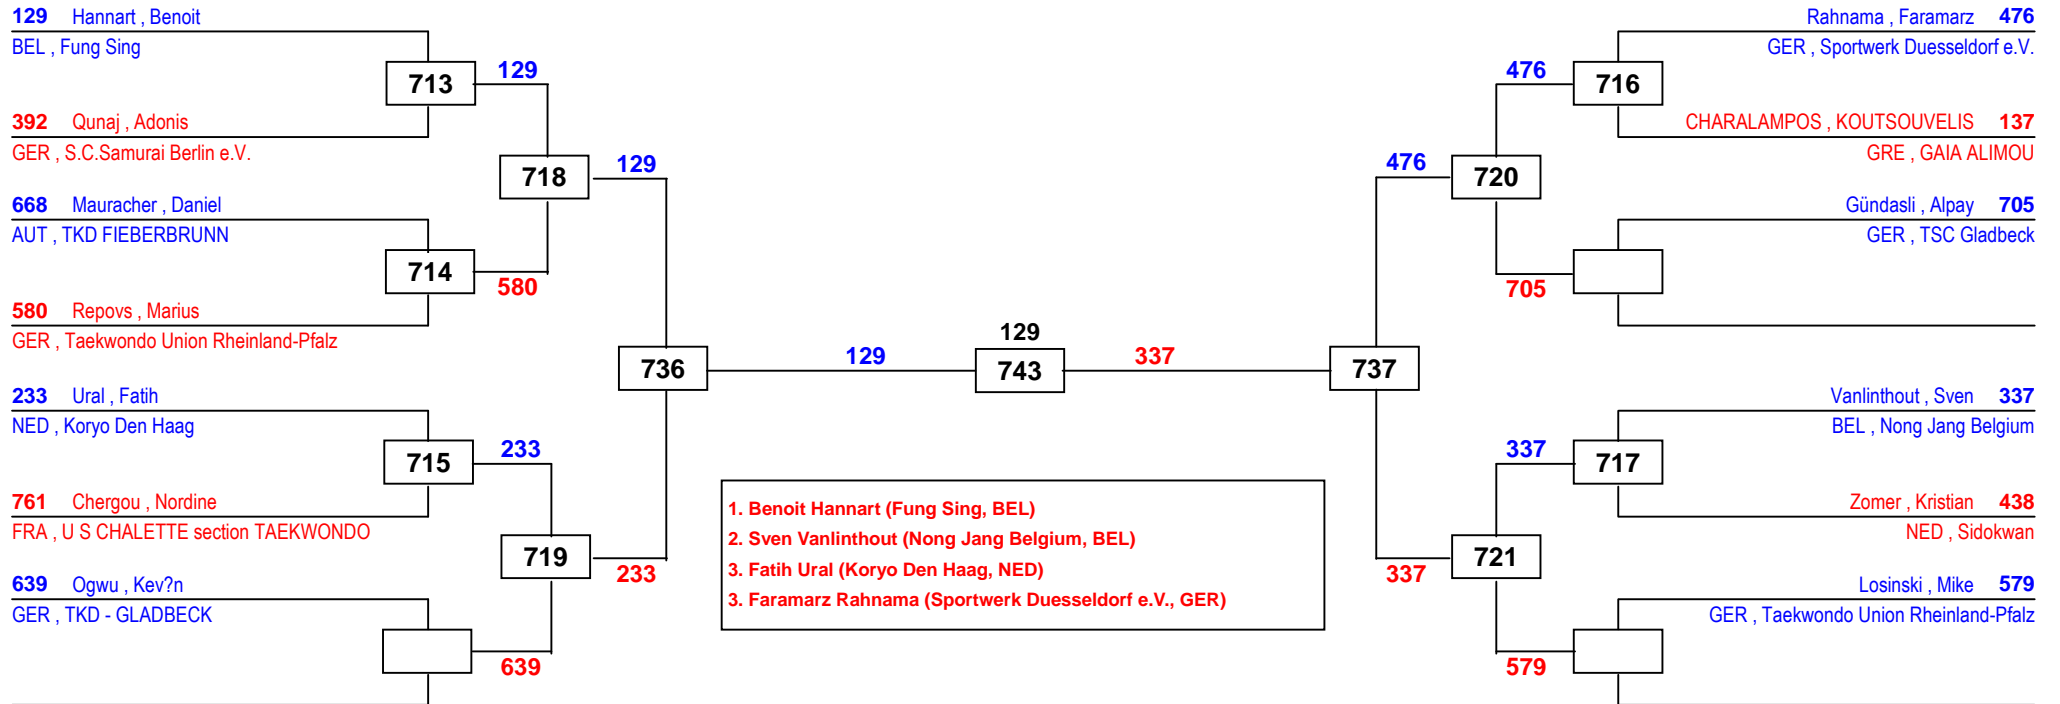 129 Hannart , Benoit
BEL , Fung Sing
713
129
392 Qunaj , Adonis
GER , S.C.Samurai Berlin e.V.
718
129
668 Mauracher , Daniel
AUT , TKD FIEBERBRUNN
714
580
580 Repovs , Marius
GER , Taekwondo Union Rheinland-Pfalz
736
129
233 Ural , Fatih
NED , Koryo Den Haag
715
233
761 Chergou , Nordine
FRA , U S CHALETTE section TAEKWONDO
719
233
639 Ogwu , Kev?n
GER , TKD - GLADBECK
639
129
743
337
1. Benoit Hannart (Fung Sing, BEL)
2. Sven Vanlinthout (Nong Jang Belgium, BEL)
3. Fatih Ural (Koryo Den Haag, NED)
3. Faramarz Rahnama (Sportwerk Duesseldorf e.V., GER)
Rahnama , Faramarz 476
GER , Sportwerk Duesseldorf e.V.
476
716
CHARALAMPOS , KOUTSOUVELIS 137
GRE , GAIA ALIMOU
476
720
Gündasli , Alpay 705
GER , TSC Gladbeck
705
737
Vanlinthout , Sven 337
BEL , Nong Jang Belgium
337
717
Zomer , Kristian 438
NED , Sidokwan
337
721
Losinski , Mike 579
GER , Taekwondo Union Rheinland-Pfalz
579